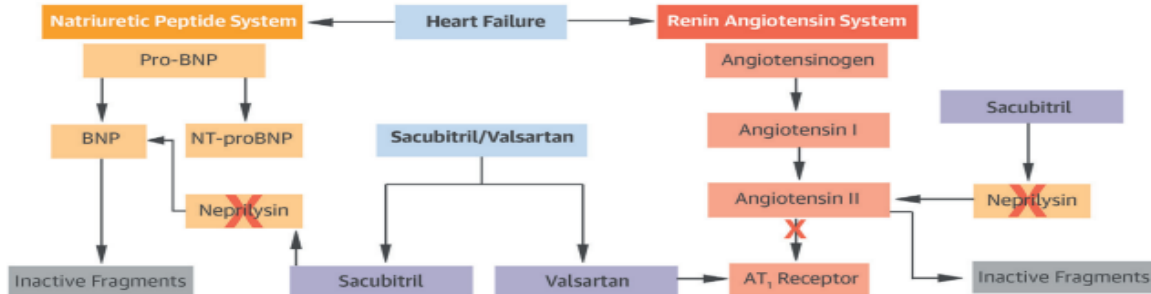 Natriuretic Peptide System
Heart Failure
Renin Angiotensin System
Pro-BNP
Angiotensinogen
Sacubitril
BNP
NT-proBNP
Sacubitril/Valsartan
Angiotensin I
Neprilysin
Angiotensin II
Neprilysin
Inactive Fragments
Sacubitril
Valsartan
AT₁ Receptor
Inactive Fragments